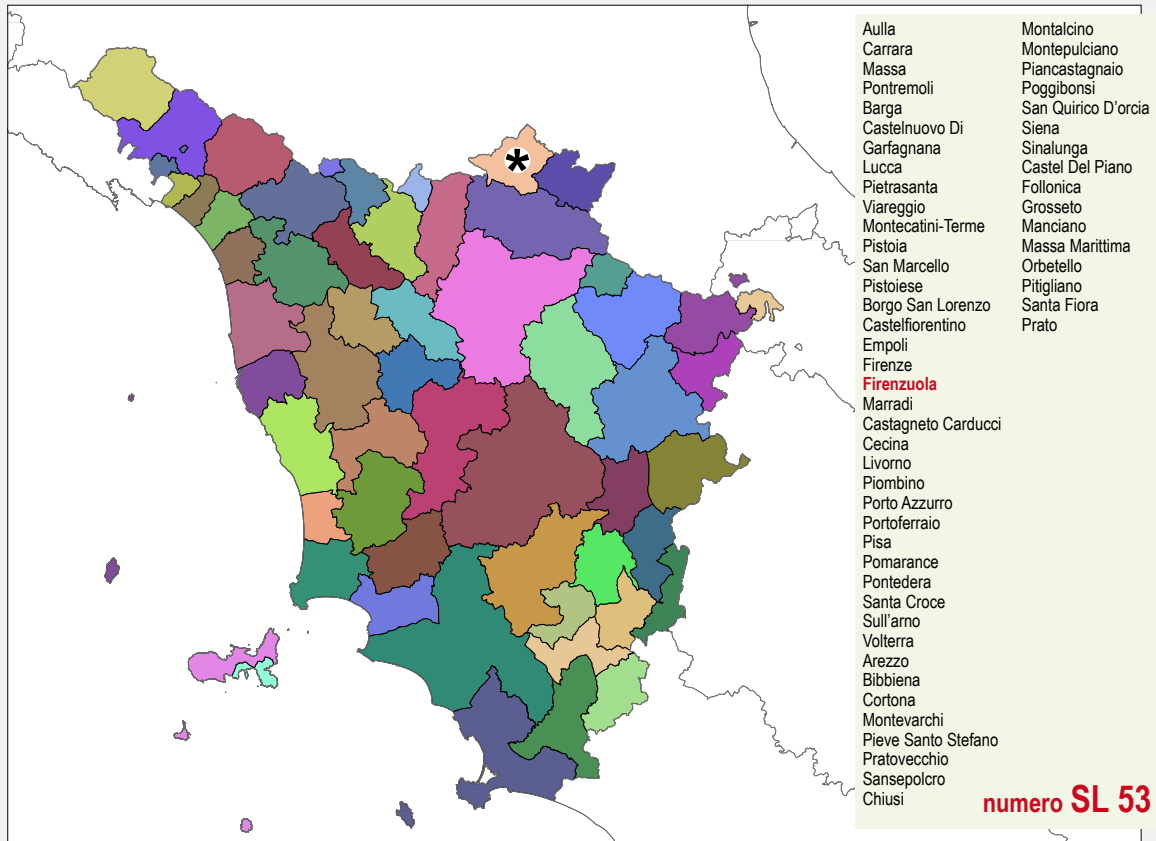 Aulla
Carrara
Massa
Pontremoli
Barga
Castelnuovo Di
Garfagnana
Lucca
Pietrasanta
Viareggio
Montecatini-Terme
Pistoia
San Marcello
Pistoiese
Borgo San Lorenzo
Castelfiorentino
Empoli
Firenze
Firenzuola
Marradi
Castagneto Carducci
Cecina
Livorno
Piombino
Porto Azzurro
Portoferraio
Pisa
Pomarance
Pontedera
Santa Croce
Sull'arno
Volterra
Arezzo
Bibbiena
Cortona
Montevarchi
Pieve Santo Stefano
Pratovecchio
Sansepolcro
Chiusi
Montalcino
Montepulciano
Piancastagnaio
Poggibonsi
San Quirico D'orcia
Siena
Sinalunga
Castel Del Piano
Follonica
Grosseto
Manciano
Massa Marittima
Orbetello
Pitigliano
Santa Fiora
Prato
numero SL 53
*